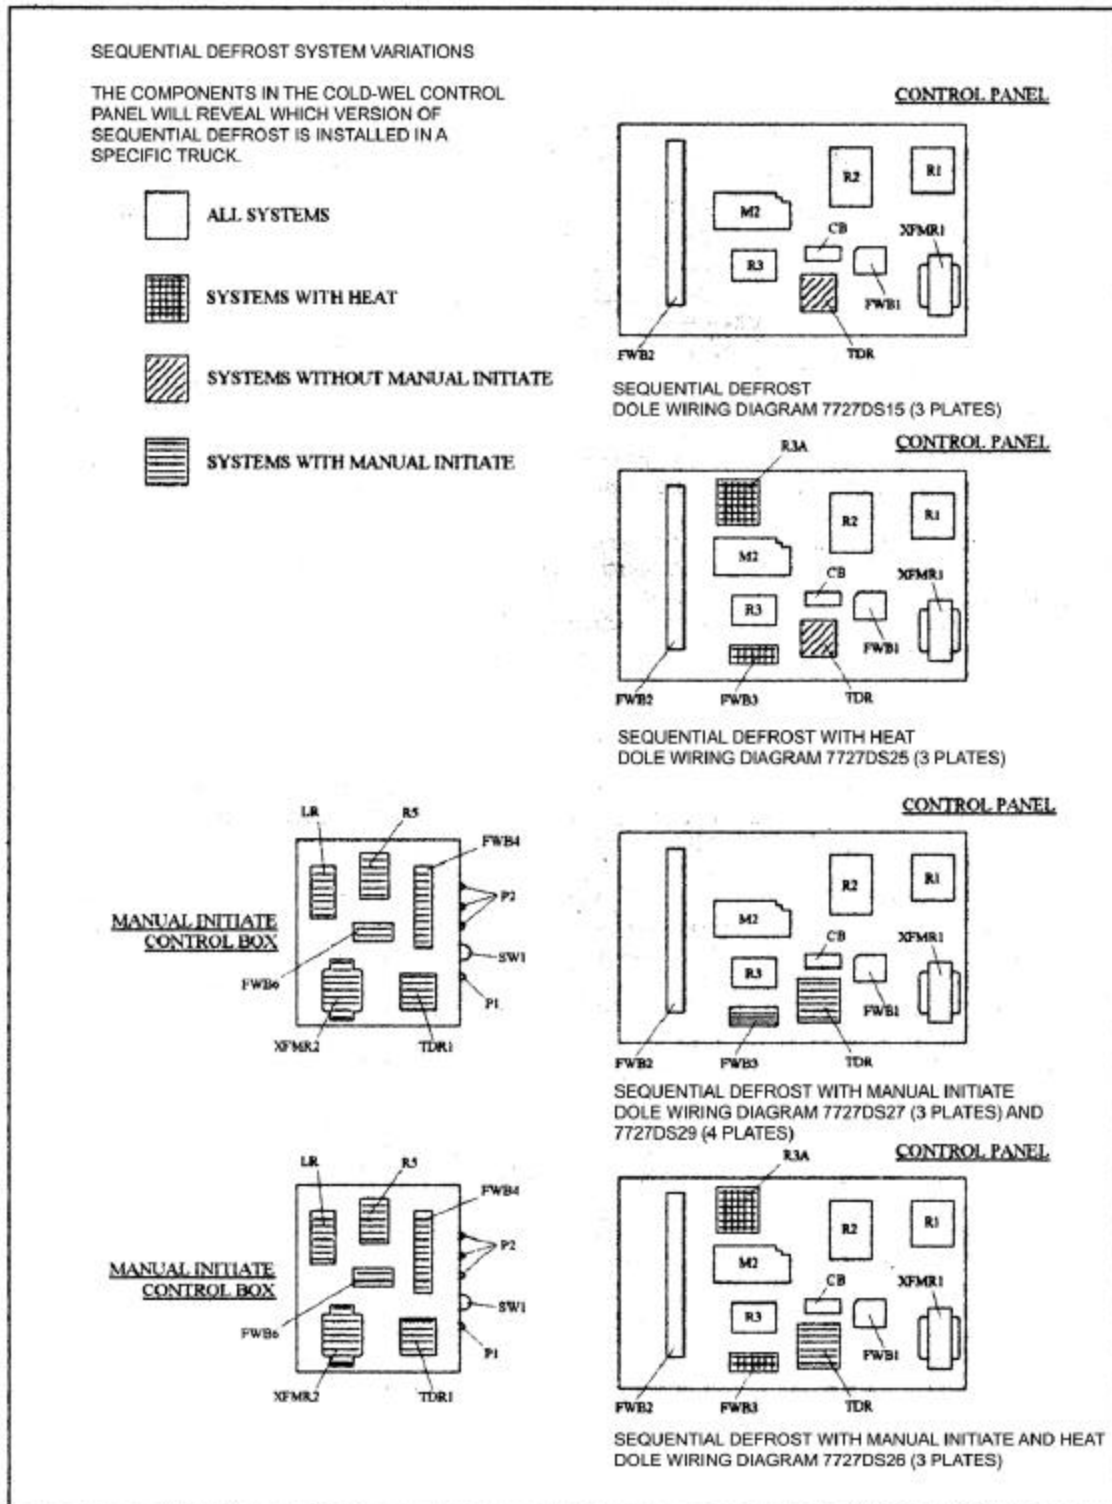 SEQUENTIAL DEFROST SYSTEM VARIATIONS
THE COMPONENTS IN THE COLD-WEL CONTROL
PANEL WILL REVEAL WHICH VERSION OF
SEQUENTIAL DEFROST IS INSTALLED IN A
SPECIFIC TRUCK.
ALL SYSTEMS
SYSTEMS WITH HEAT
SYSTEMS WITHOUT MANUAL INITIATE
SYSTEMS WITH MANUAL INITIATE
CONTROL PANEL
R2
R1
M2
CB
XFMR1
R3
FWB1
FWB2
TDR
SEQUENTIAL DEFROST
DOLE WIRING DIAGRAM 7727DS15 (3 PLATES)
CONTROL PANEL
R3A
R2
R1
M2
CB
XFMR1
R3
FWB1
FWB2
FWB3
TDR
SEQUENTIAL DEFROST WITH HEAT
DOLE WIRING DIAGRAM 7727DS25 (3 PLATES)
LR
R5
FWB4
P2
MANUAL INITIATE
CONTROL BOX
SW1
FWB6
P1
XFMR2
TDR1
CONTROL PANEL
R2
R1
M2
CB
XFMR1
R3
FWB1
FWB2
FWB3
TDR
SEQUENTIAL DEFROST WITH MANUAL INITIATE
DOLE WIRING DIAGRAM 7727DS27 (3 PLATES) AND
7727DS29 (4 PLATES)
LR
R5
FWB4
P2
MANUAL INITIATE
CONTROL BOX
SW1
FWB6
P1
XFMR2
TDR1
CONTROL PANEL
R3A
R2
R1
M2
CB
XFMR1
R3
FWB1
FWB2
FWB3
TDR
SEQUENTIAL DEFROST WITH MANUAL INITIATE AND HEAT
DOLE WIRING DIAGRAM 7727DS26 (3 PLATES)